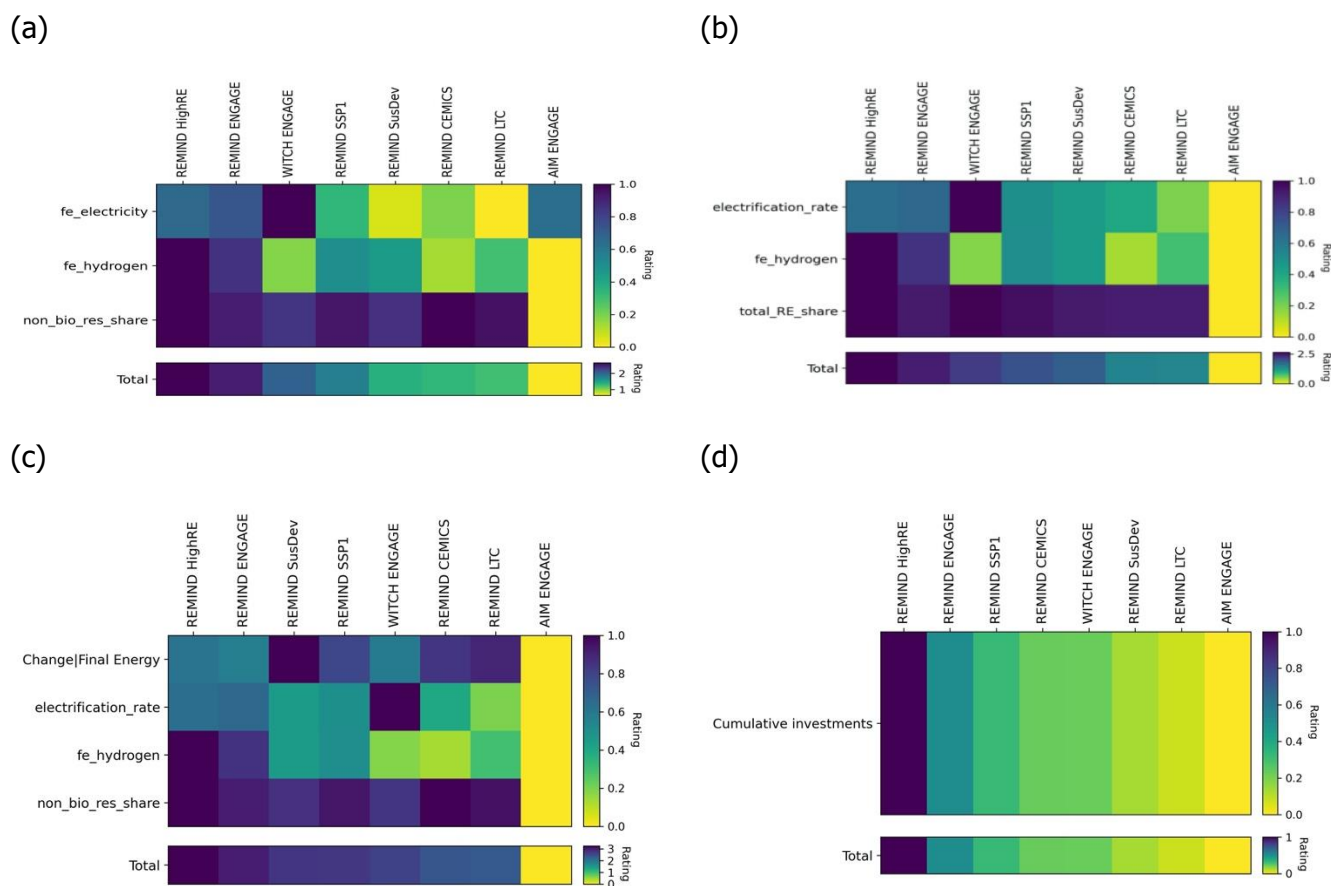 (a)
REMIND HighRE
REMIND ENGAGE
WITCH ENGAGE
REMIND SSP1
REMIND SusDev
REMIND CEMICS
REMIND LTC
AIM ENGAGE
fe_electricity
fe_hydrogen
non_bio_res_share
1.0
0.8
0.6
0.4
0.2
0.0
Rating
Total
2
1
Rating
(b)
REMIND HighRE
REMIND ENGAGE
WITCH ENGAGE
REMIND SSP1
REMIND SusDev
REMIND CEMICS
REMIND LTC
AIM ENGAGE
electrification_rate
fe_hydrogen
total_RE_share
1.0
0.8
0.6
0.4
0.2
0.0
Rating
Total
2.5
0.0
Rating
(c)
REMIND HighRE
REMIND ENGAGE
REMIND SusDev
REMIND SSP1
WITCH ENGAGE
REMIND CEMICS
REMIND LTC
AIM ENGAGE
Change|Final Energy
electrification_rate
fe_hydrogen
non_bio_res_share
1.0
0.8
0.6
0.4
0.2
0.0
Rating
Total
3
2
1
0
Rating
(d)
REMIND HighRE
REMIND ENGAGE
REMIND SSP1
REMIND CEMICS
WITCH ENGAGE
REMIND SusDev
REMIND LTC
AIM ENGAGE
Cumulative investments
1.0
0.8
0.6
0.4
0.2
0.0
Rating
Total
1
0
Rating